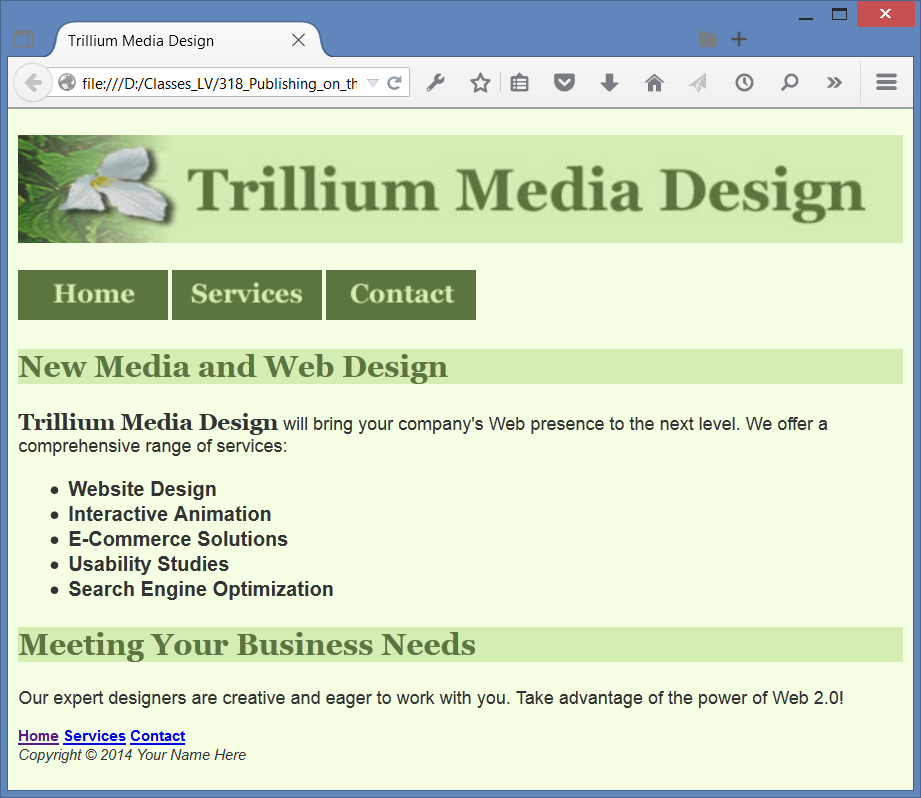 Trillium Media Design
file:///D:/Classes_LV/318_Publishing_on_th
Trillium Media Design
Home Services Contact
New Media and Web Design
Trillium Media Design will bring your company's Web presence to the next level. We offer a
comprehensive range of services:
• Website Design
• Interactive Animation
• E-Commerce Solutions
• Usability Studies
• Search Engine Optimization
Meeting Your Business Needs
Our expert designers are creative and eager to work with you. Take advantage of the power of Web 2.0!
Home Services Contact
Copyright © 2014 Your Name Here